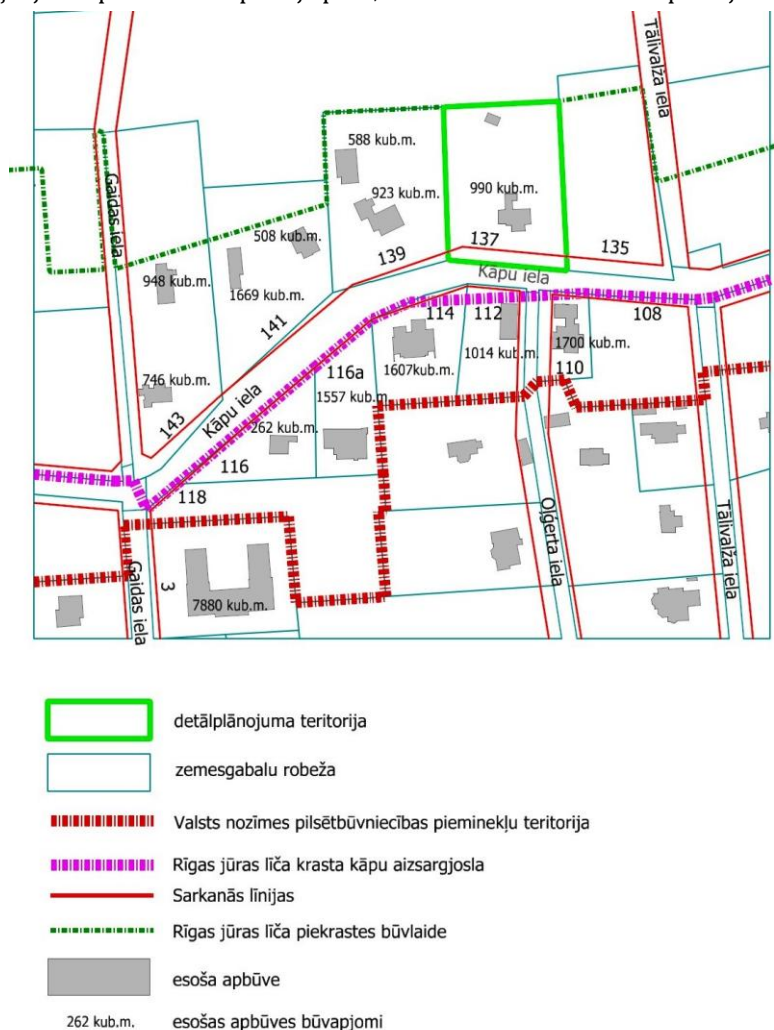 Tālivalža iela
588 kub.m.
923 kub.m.
990 kub.m.
Gaidas iela
508 kub.m.
139
137
135
Kāpu iela
948 kub.m.
1669 kub.m.
141
114
112
108
1607kub.m.
1014 kub.m.
1700 kub.m.
110
746 kub.m.
116a
1557 kub.m.
143
Kāpu iela
262 kub.m.
116
118
Oļģerta iela
Tālivalža iela
Gaidas iela
3
7880 kub.m.
detālplānojuma teritorija
zemesgabalu robeža
Valsts nozīmes pilsētbūvniecības pieminekļu teritorija
Rīgas jūras līča krasta kāpu aizsargjosla
Sarkanās līnijas
Rīgas jūras līča piekrastes būvlaide
esoša apbūve
262 kub.m. esošas apbūves būvapjomi